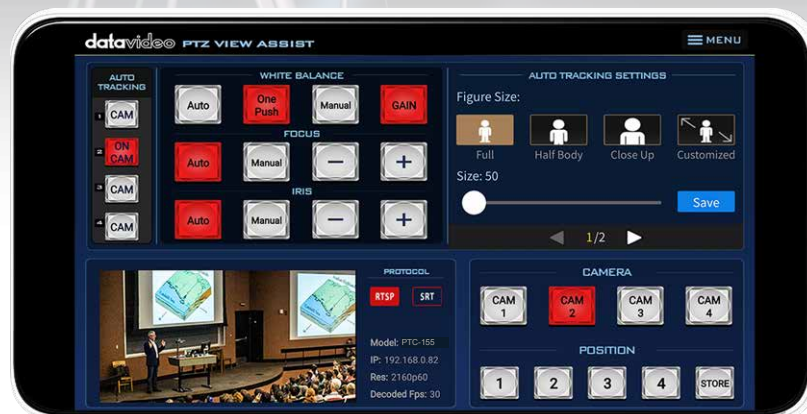 datavideo PTZ VIEW ASSIST
MENU
AUTO TRACKING
1 CAM
2 ON CAM
3 CAM
4 CAM
WHITE BALANCE
Auto One Push Manual GAIN
FOCUS
Auto Manual − +
IRIS
Auto Manual − +
AUTO TRACKING SETTINGS
Figure Size:
Full Half Body Close Up Customized
Size: 50
Save
1/2
PROTOCOL
RTSP SRT
Model: PTC-155
IP: 192.168.0.82
Res: 2160p60
Decoded Fps: 30
CAMERA
CAM 1 CAM 2 CAM 3 CAM 4
POSITION
1 2 3 4 STORE